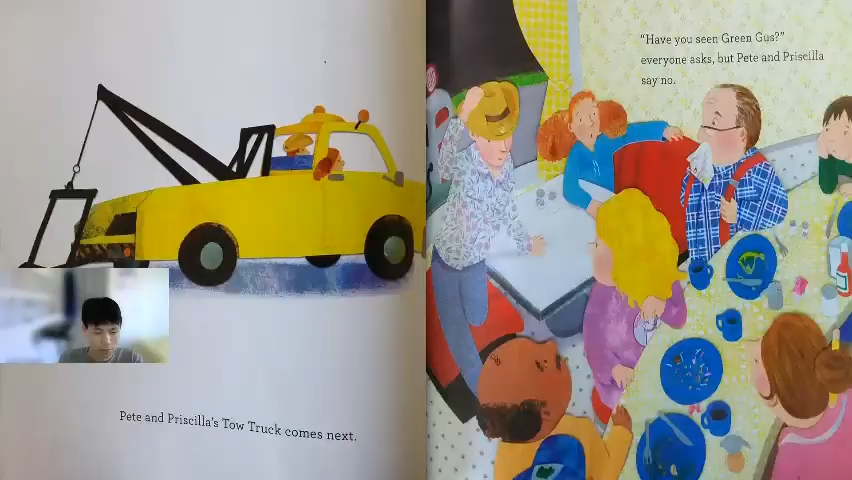 Pete and Priscilla's Tow Truck comes next.
"Have you seen Green Gus?"
everyone asks, but Pete and Priscilla
say no.